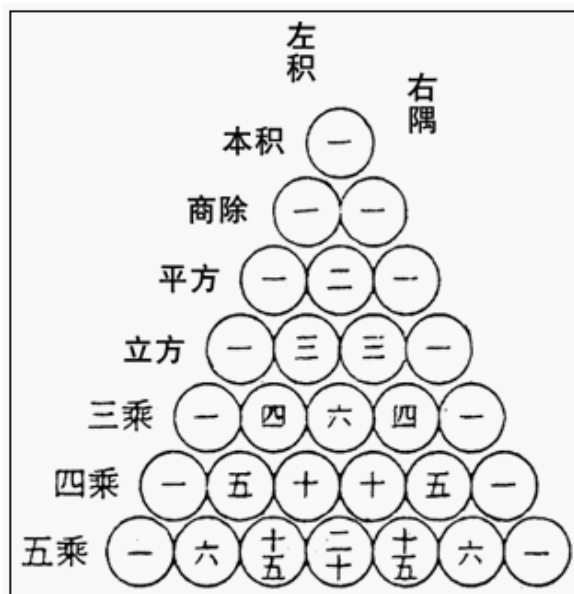 左积
右隅
本积 一
商除 一 一
平方 一 二 一
立方 一 三 三 一
三乘 一 四 六 四 一
四乘 一 五 十 十 五 一
五乘 一 六 十五 二十 十五 六 一